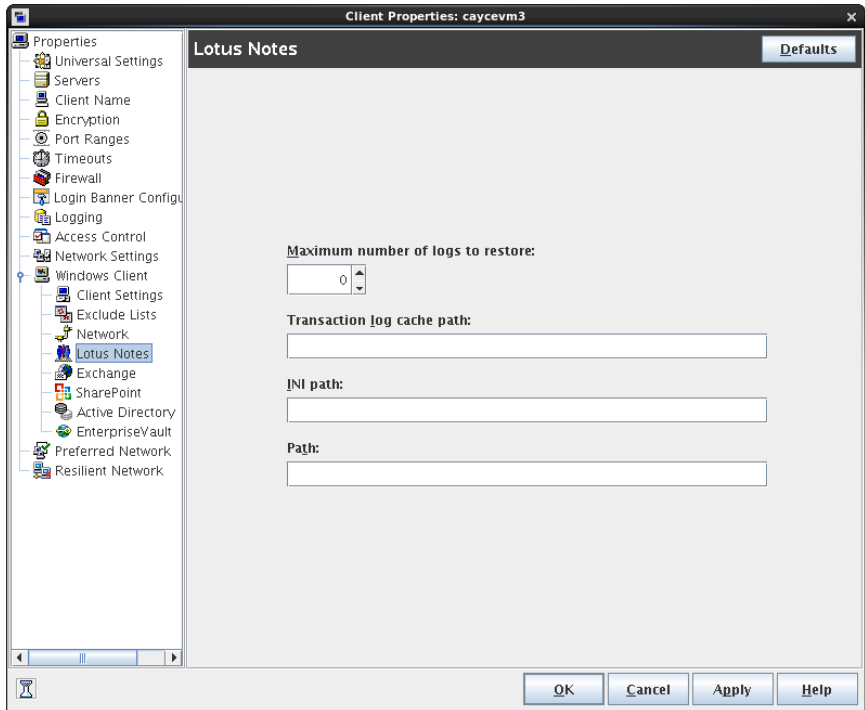 Client Properties: caycevm3
Properties
Universal Settings
Servers
Client Name
Encryption
Port Ranges
Timeouts
Firewall
Login Banner Configu
Logging
Access Control
Network Settings
Windows Client
Client Settings
Exclude Lists
Network
Lotus Notes
Exchange
SharePoint
Active Directory
EnterpriseVault
Preferred Network
Resilient Network
Lotus Notes
Defaults
Maximum number of logs to restore:
0
Transaction log cache path:
INI path:
Path:
OK
Cancel
Apply
Help